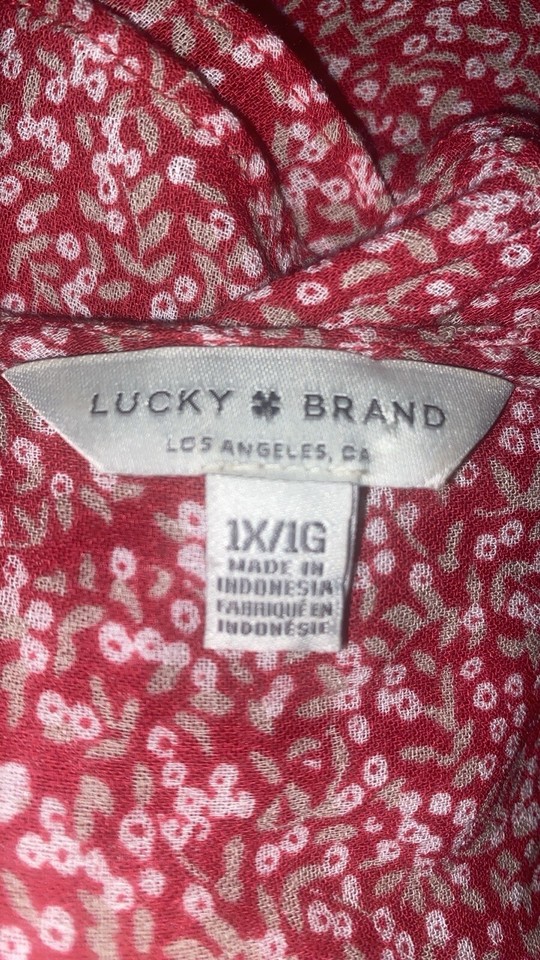 LUCKY BRAND
LOS ANGELES, CA
1X/1G
MADE IN
INDONESIA
FABRIQUÉ EN
INDONÉSIE